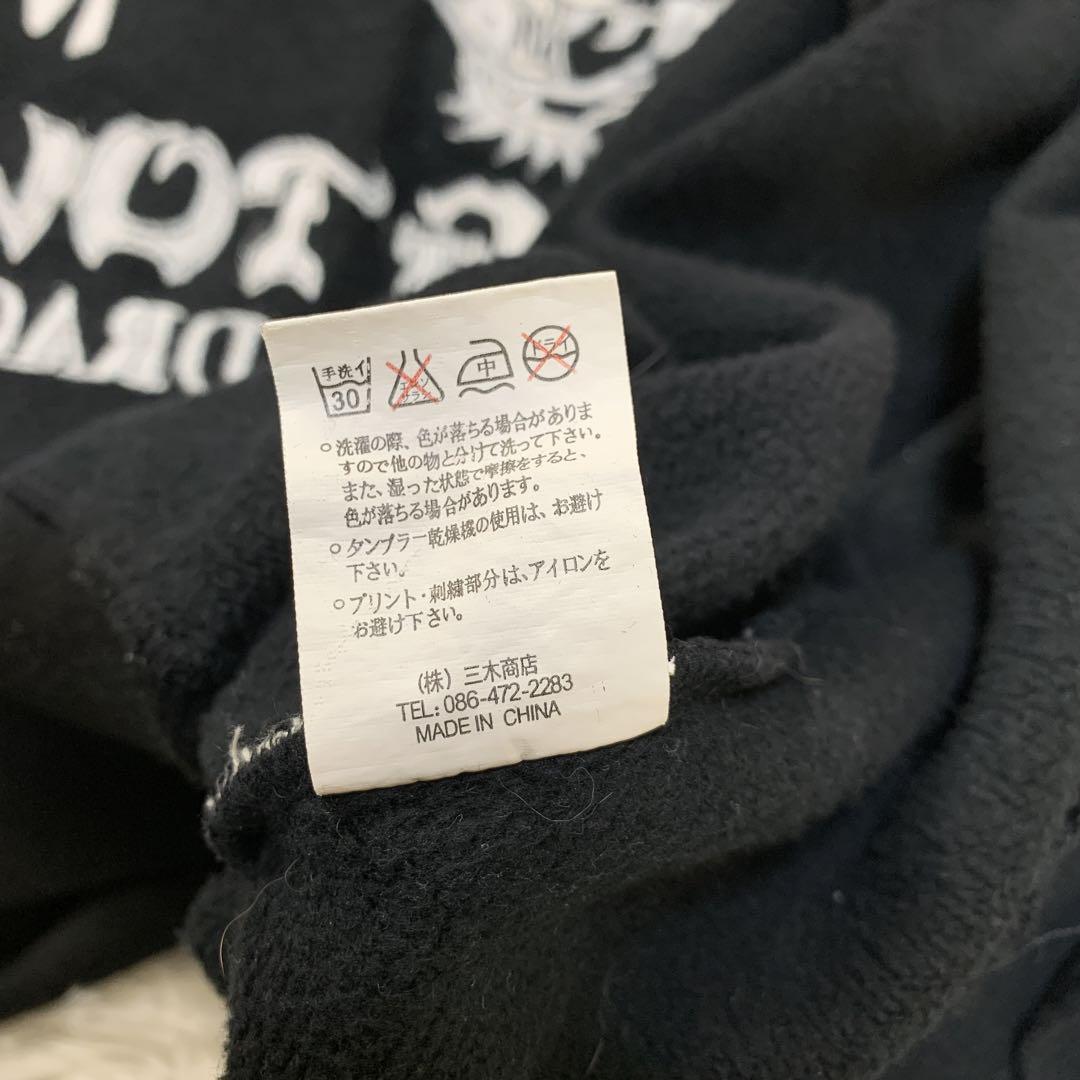 TO
DRAG
手洗イ 30 エンソ サラシ 中 ドライ
○洗濯の際、色が落ちる場合がありま
すので他の物と分けて洗って下さい。
また、湿った状態で摩擦をすると、
色が落ちる場合があります。
○タンブラー乾燥機の使用は、お避け
下さい。
○プリント・刺繍部分は、アイロンを
お避け下さい。
(株) 三木商店
TEL: 086-472-2283
MADE IN CHINA